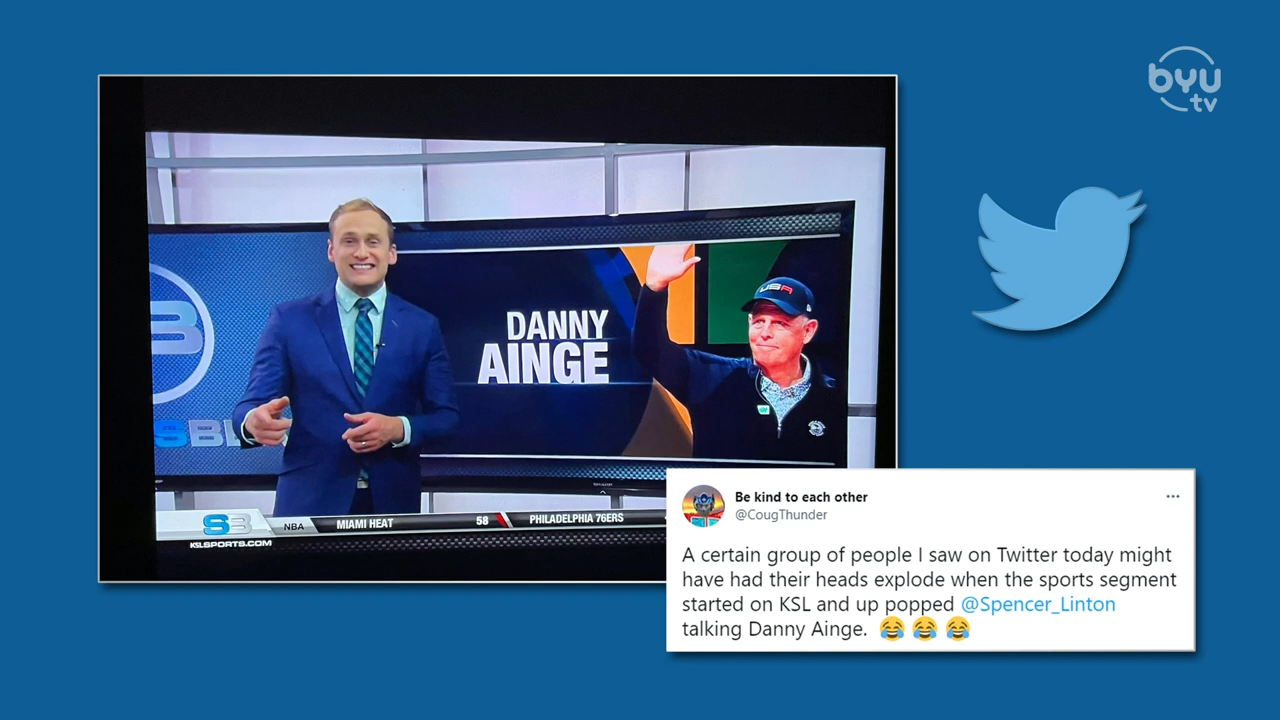 byu
tv
DANNY
AINGE
USA
SB
NBA
MIAMI HEAT
58
PHILADELPHIA 76ERS
KSLSPORTS.COM
Be kind to each other
@CougThunder
A certain group of people I saw on Twitter today might
have had their heads explode when the sports segment
started on KSL and up popped @Spencer_Linton
talking Danny Ainge. 😂 😂 😂